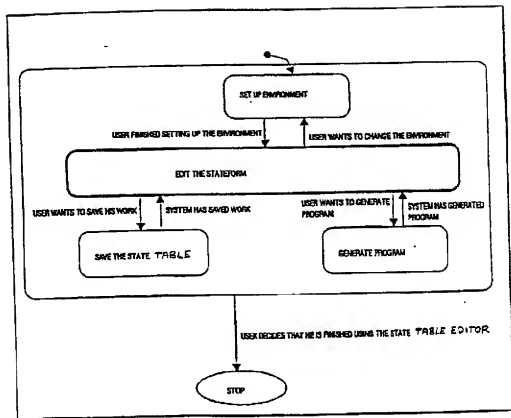 SET UP ENVIRONMENT
USER FINISHED SETTING UP THE ENVIRONMENT
USER WANTS TO CHANGE THE ENVIRONMENT
EDIT THE STATEFORM
USER WANTS TO SAVE HIS WORK
SYSTEM HAS SAVED WORK
USER WANTS TO GENERATE
PROGRAM
SYSTEM HAS GENERATED
PROGRAM
SAVE THE STATE TABLE
GENERATE PROGRAM
USER DECIDES THAT HE IS FINISHED USING THE STATE TABLE EDITOR
STOP